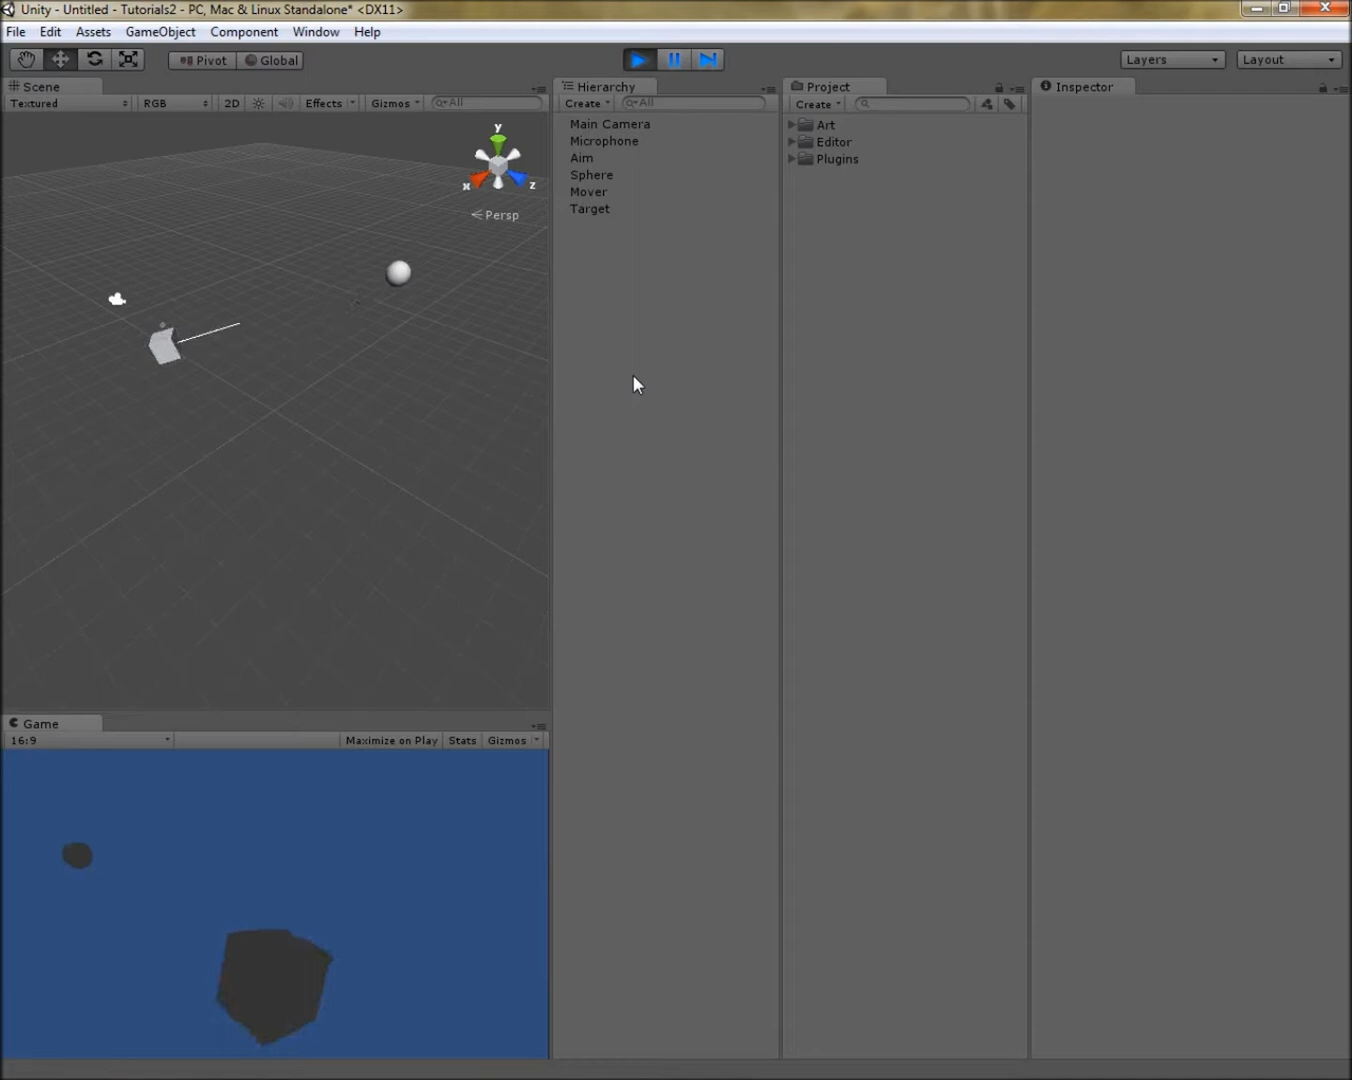 Unity - Untitled - Tutorials2 - PC, Mac & Linux Standalone* <DX11>
File Edit Assets GameObject Component Window Help
Pivot Global Layers Layout
Scene Hierarchy Project Inspector
Textured RGB 2D Effects Gizmos All Create All Create
Main Camera
Microphone
Aim
Sphere
Mover
Target
Art
Editor
Plugins
y
x z
Persp
Game
16:9 Maximize on Play Stats Gizmos